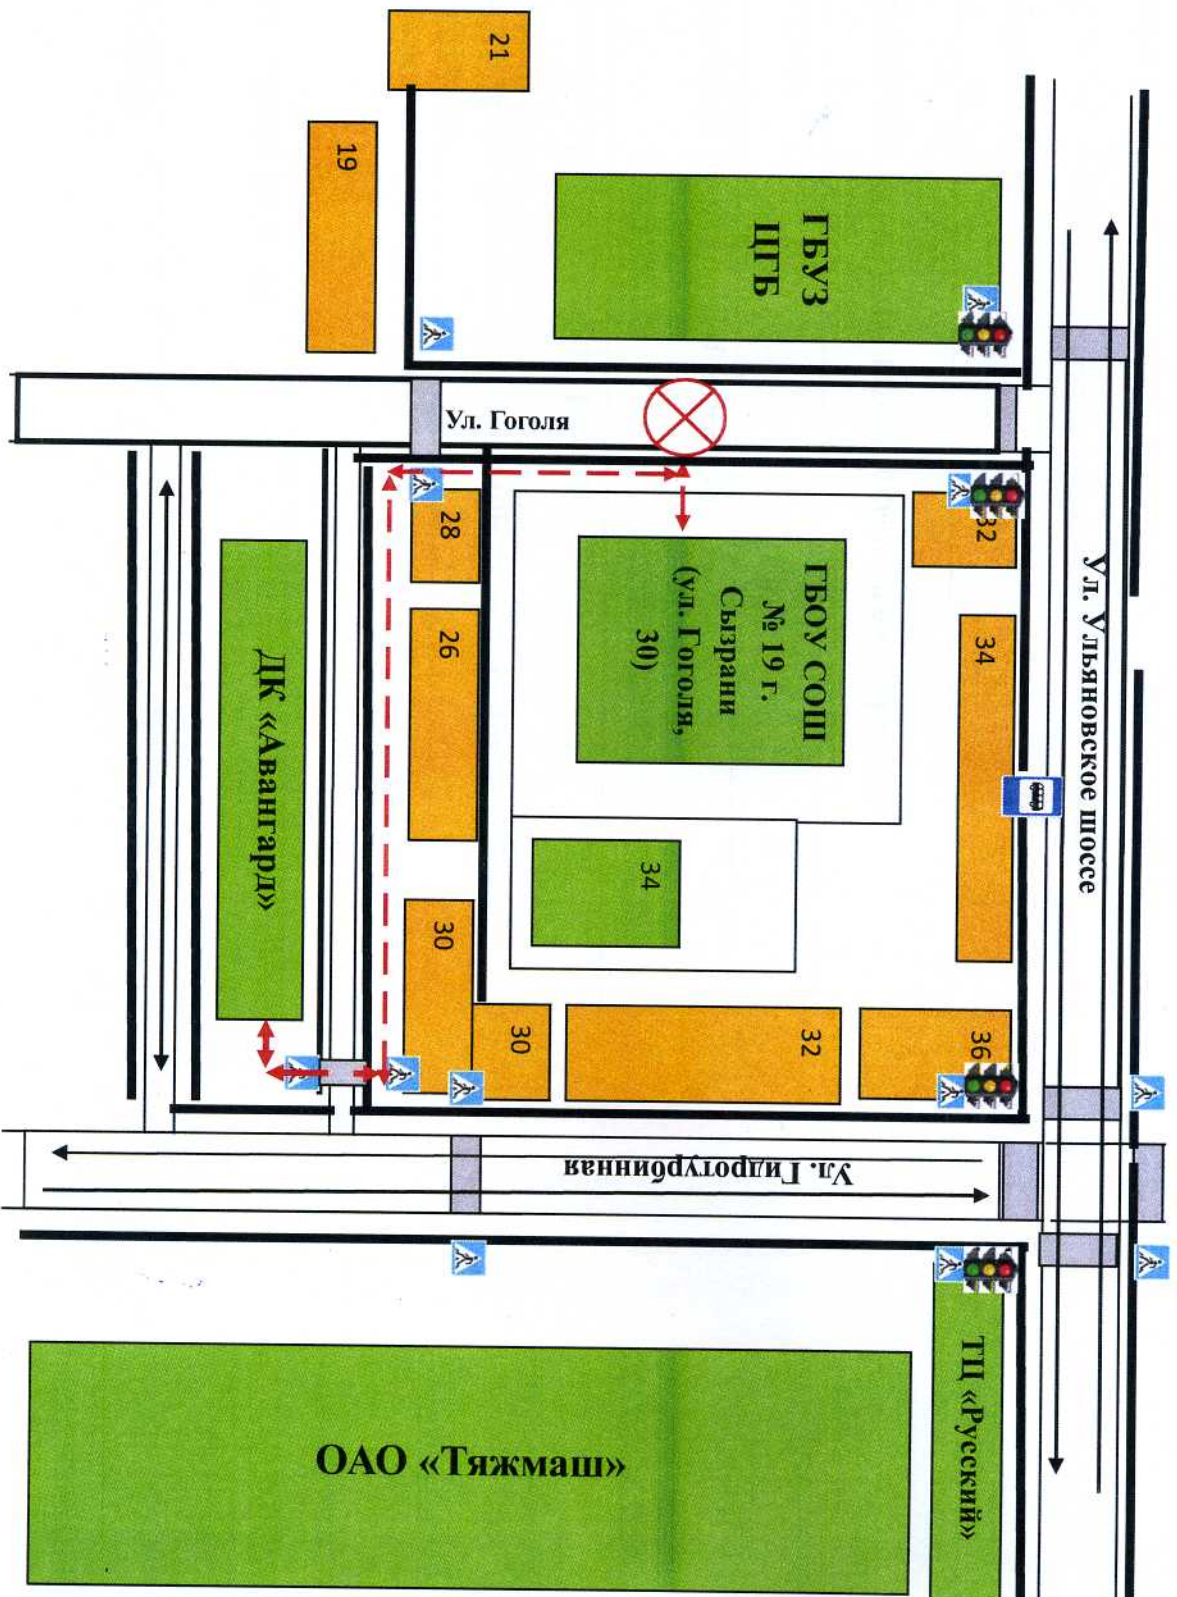 21
19
ГБУЗ
ЦГБ
Ул. Гоголя
32
28
26
30
30
32
36
34
34
ГБОУ СОШ
№ 19 г.
Сызрани
(ул. Гоголя,
30)
Ул. Ульяновское шоссе
ДК «Авангард»
Ул. Гидротурбинная
ТЦ «Русский»
ОАО «Тяжмаш»